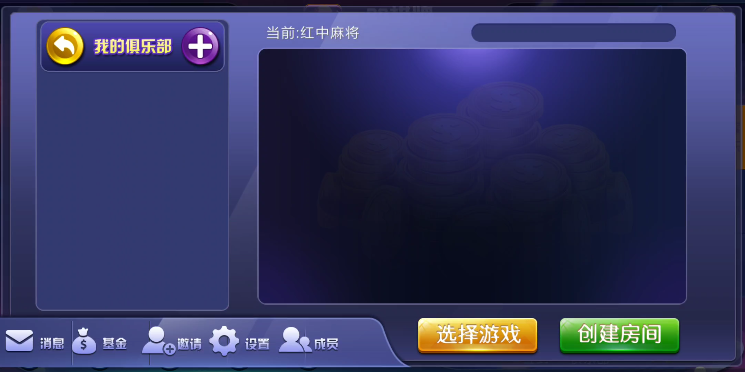 我的俱乐部
当前:红中麻将
消息
基金
邀请
设置
成员
选择游戏
创建房间